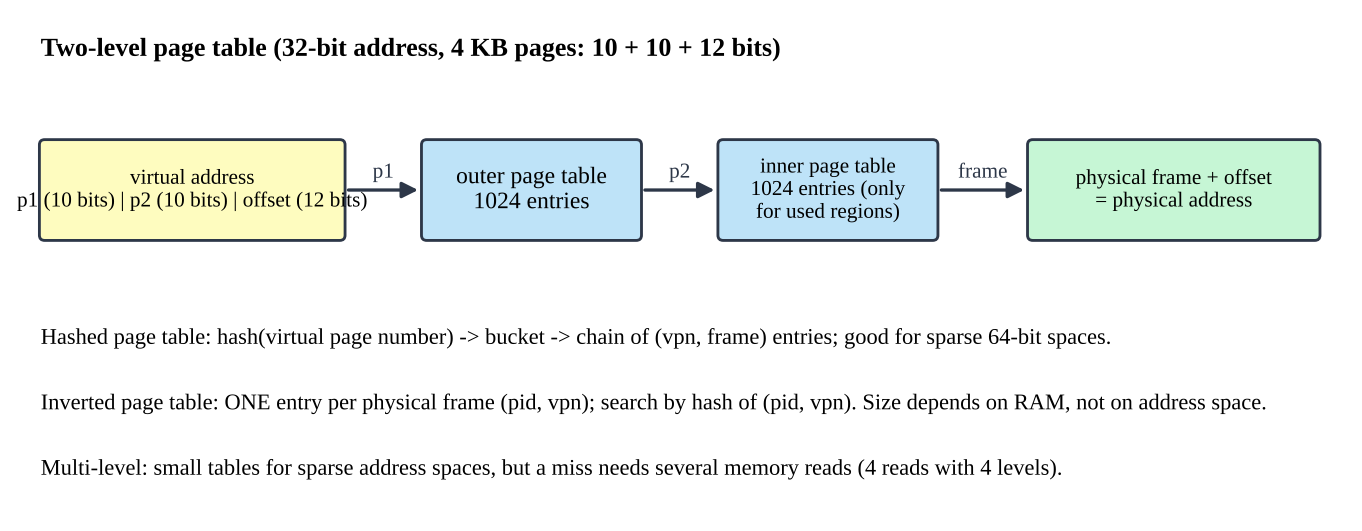 Two-level page table (32-bit address, 4 KB pages: 10 + 10 + 12 bits)
virtual address
p1 (10 bits) | p2 (10 bits) | offset (12 bits)
p1
outer page table
1024 entries
p2
inner page table
1024 entries (only
for used regions)
frame
physical frame + offset
= physical address
Hashed page table: hash(virtual page number) -> bucket -> chain of (vpn, frame) entries; good for sparse 64-bit spaces.
Inverted page table: ONE entry per physical frame (pid, vpn); search by hash of (pid, vpn). Size depends on RAM, not on address space.
Multi-level: small tables for sparse address spaces, but a miss needs several memory reads (4 reads with 4 levels).